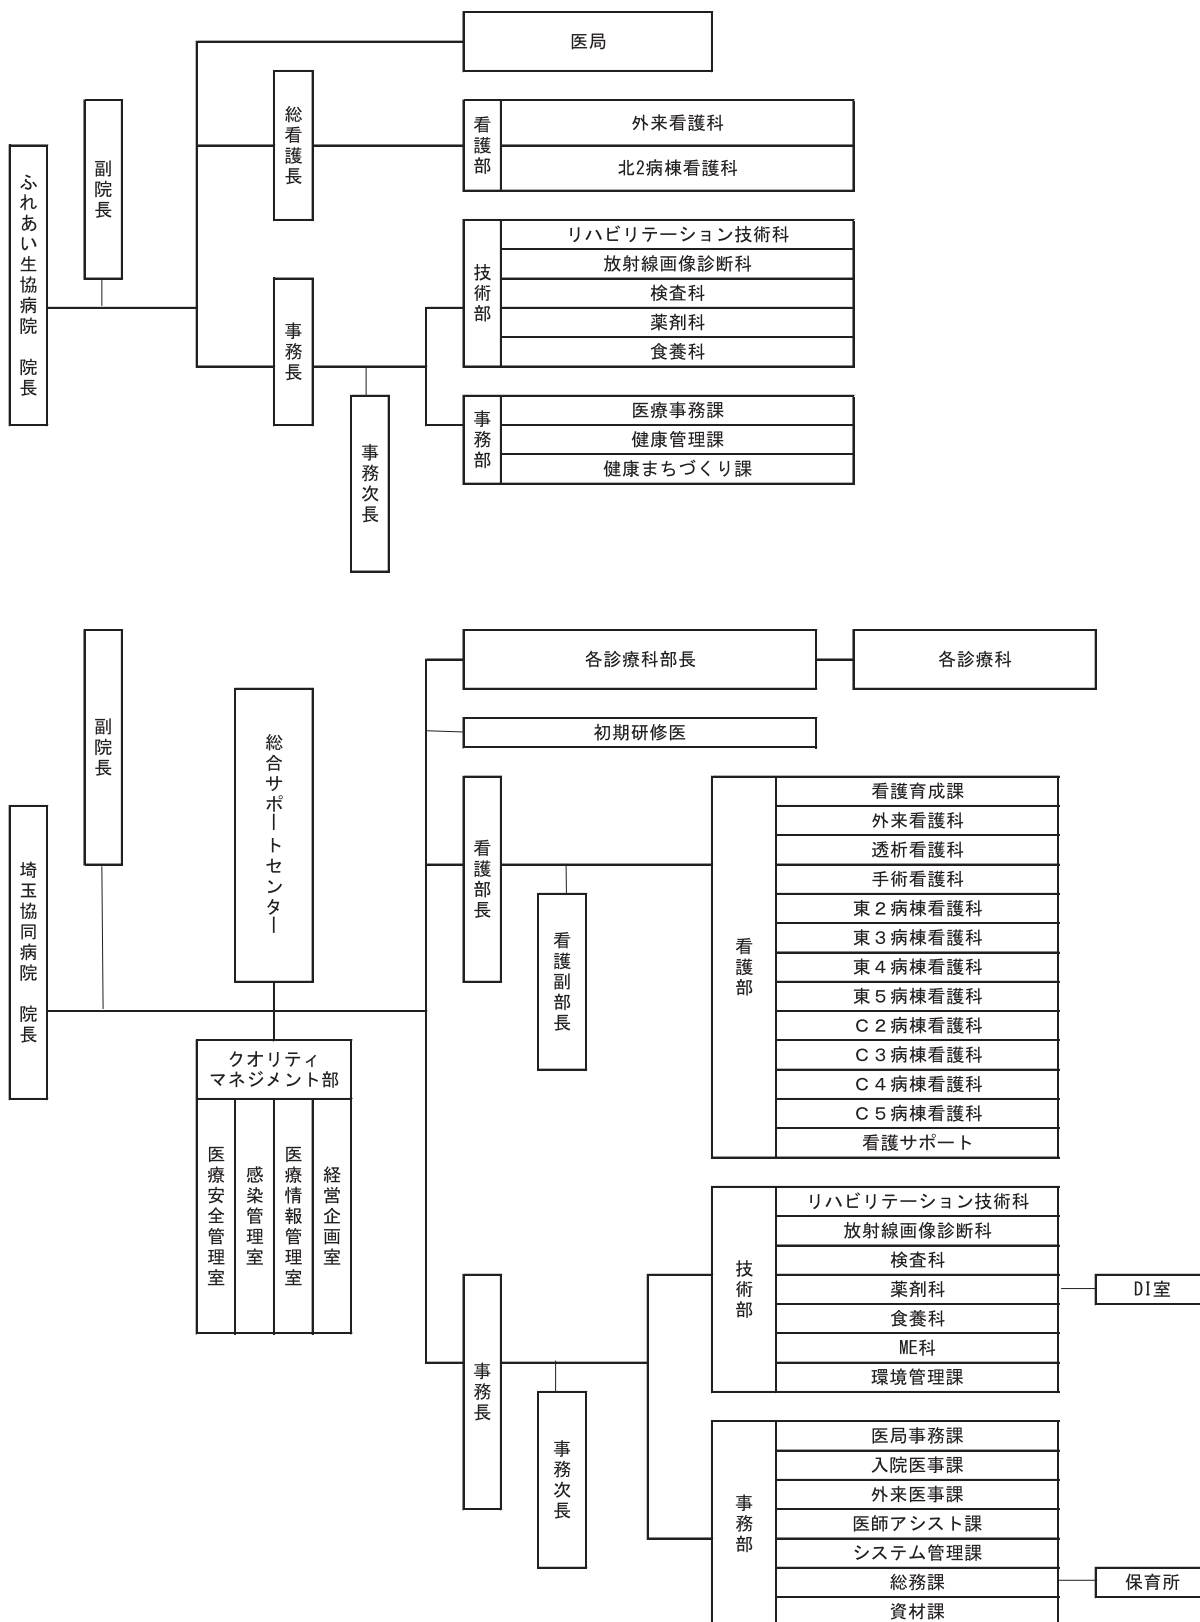 医局
総看護長
看護部
外来看護科
北2病棟看護科
副院長
ふれあい生協病院 院長
技術部
リハビリテーション技術科
放射線画像診断科
検査科
薬剤科
食養科
事務長
事務次長
事務部
医療事務課
健康管理課
健康まちづくり課
各診療科部長
各診療科
副院長
総合サポートセンター
初期研修医
埼玉協同病院 院長
看護部長
看護副部長
看護部
看護育成課
外来看護科
透析看護科
手術看護科
東2病棟看護科
東3病棟看護科
東4病棟看護科
東5病棟看護科
C2病棟看護科
C3病棟看護科
C4病棟看護科
C5病棟看護科
看護サポート
クオリティ
マネジメント部
医療安全管理室
感染管理室
医療情報管理室
経営企画室
事務長
事務次長
技術部
リハビリテーション技術科
放射線画像診断科
検査科
薬剤科
DI室
食養科
ME科
環境管理課
事務部
医局事務課
入院医事課
外来医事課
医師アシスト課
システム管理課
総務課
保育所
資材課